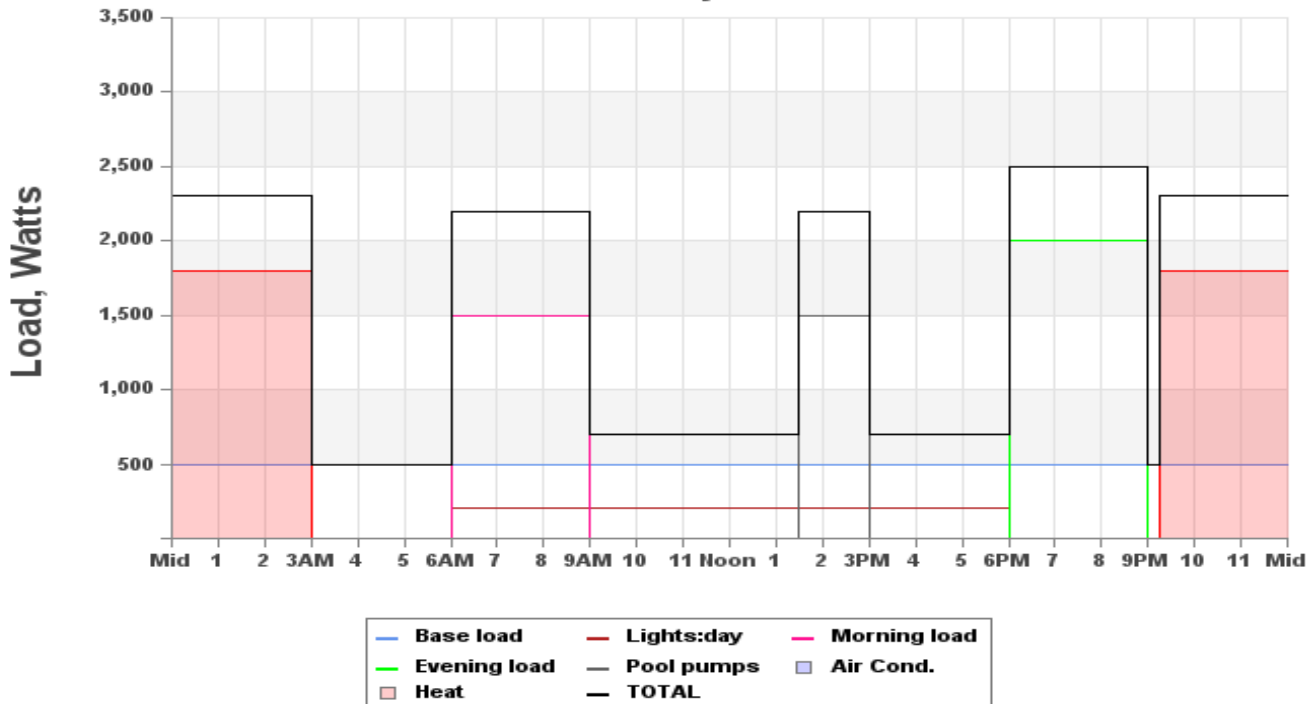 3,500
3,000
2,500
2,000
1,500
1,000
500
Load, Watts
Mid 1 2 3AM 4 5 6AM 7 8 9AM 10 11 Noon 1 2 3PM 4 5 6PM 7 8 9PM 10 11 Mid
Base load Lights:day Morning load
Evening load Pool pumps Air Cond.
Heat TOTAL